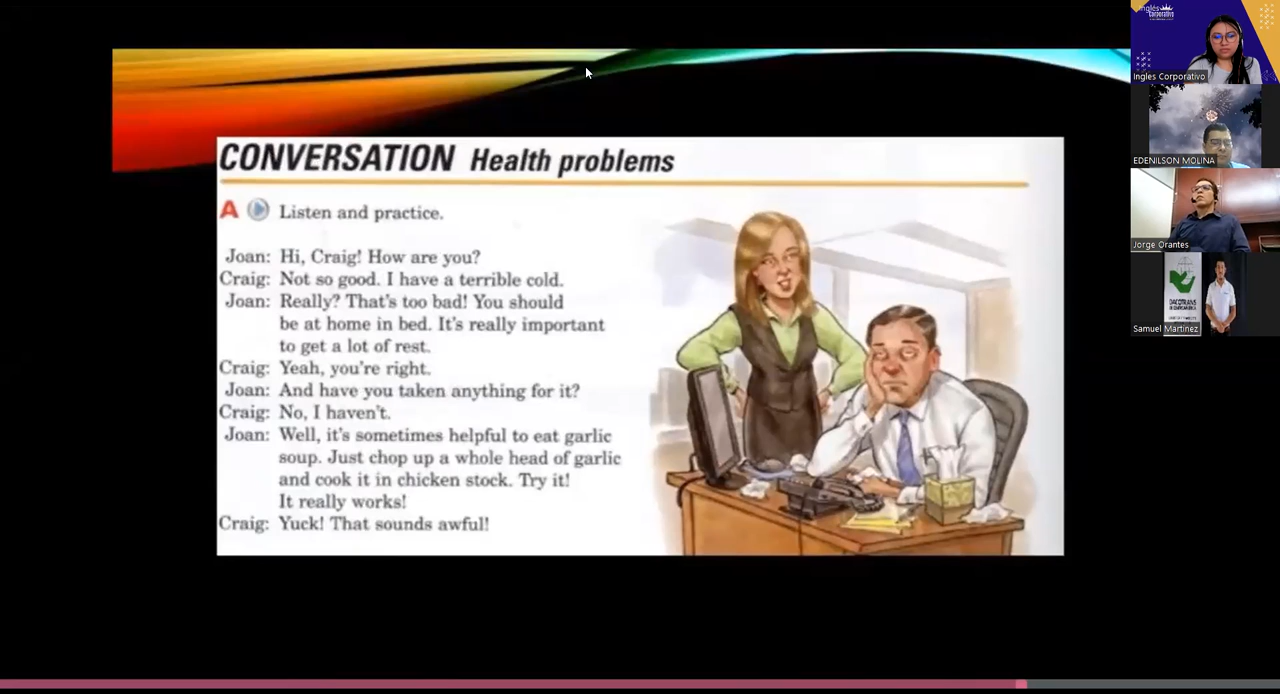 CONVERSATION Health problems
A Listen and practice.
Joan: Hi, Craig! How are you?
Craig: Not so good. I have a terrible cold.
Joan: Really? That's too bad! You should
be at home in bed. It's really important
to get a lot of rest.
Craig: Yeah, you're right.
Joan: And have you taken anything for it?
Craig: No, I haven't.
Joan: Well, it's sometimes helpful to eat garlic
soup. Just chop up a whole head of garlic
and cook it in chicken stock. Try it!
It really works!
Craig: Yuck! That sounds awful!
Inglés
Corporativo
Ingles Corporativo
EDENILSON MOLINA
Jorge Orantes
DACOTRANS
Samuel Martinez